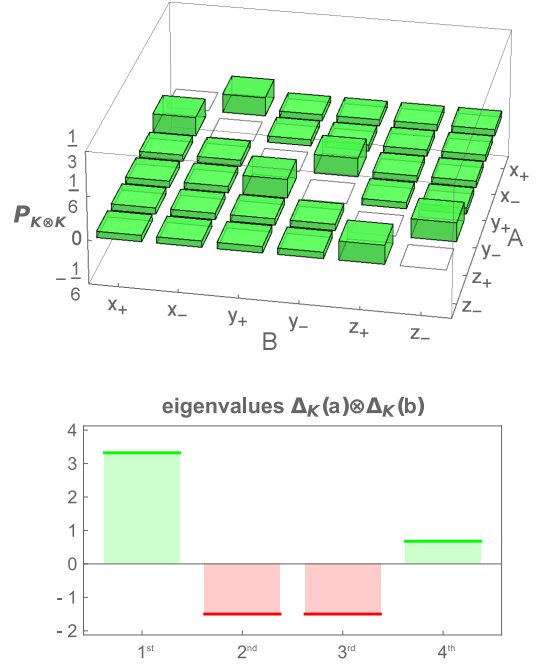 1
3
1
6
P_{K⊗K}
0
− 1
6
x₊
x₋
y₊
y₋
z₊
z₋
B
x₊
x₋
y₊
y₋
z₊
z₋
A
eigenvalues Δ_K(a)⊗Δ_K(b)
4
3
2
1
0
- 1
- 2
1st
2nd
3rd
4th